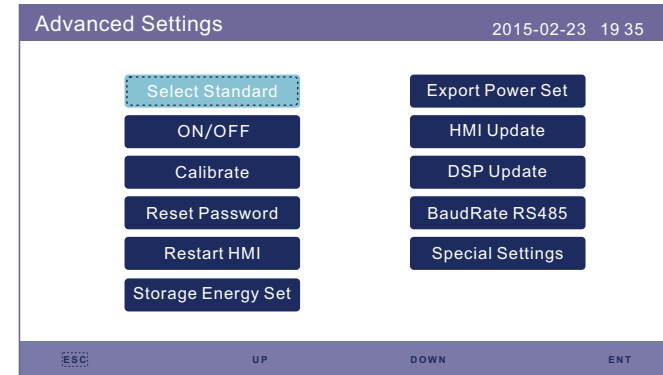 Advanced Settings
2015-02-23 19 35
Select Standard
ON/OFF
Calibrate
Reset Password
Restart HMI
Storage Energy Set
Export Power Set
HMI Update
DSP Update
BaudRate RS485
Special Settings
ESC UP DOWN ENT